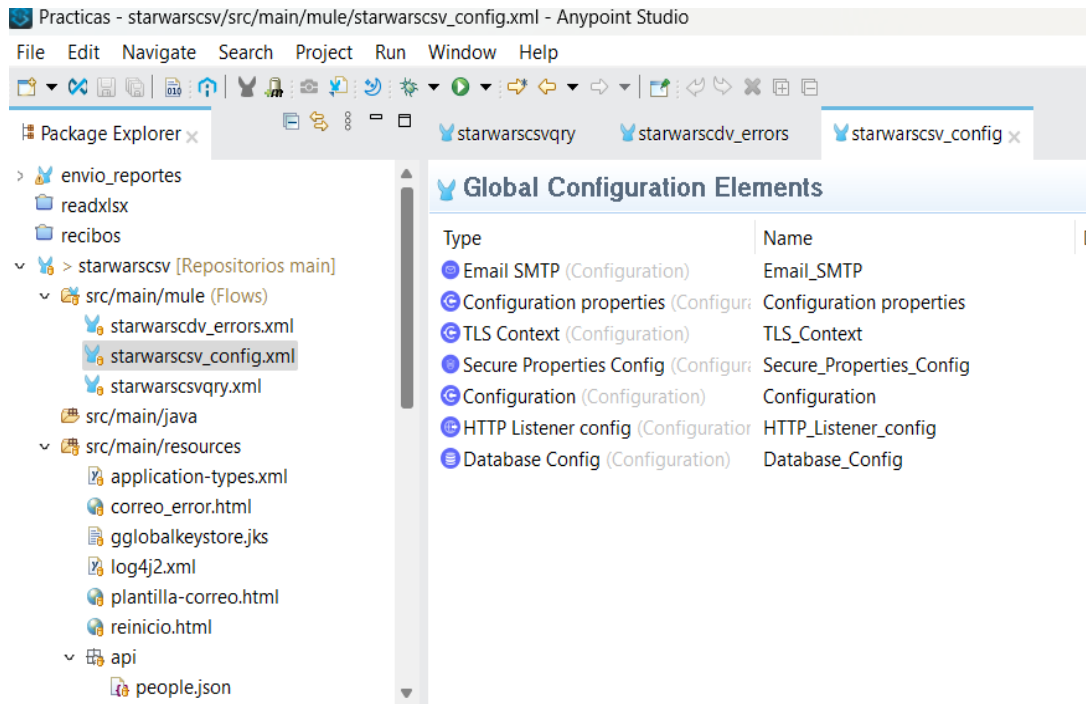 Practicas - starwarscsv/src/main/mule/starwarscsv_config.xml - Anypoint Studio
File Edit Navigate Search Project Run Window Help
Package Explorer
starwarscsvqry starwarscdv_errors starwarscsv_config
envio_reportes
readxlsx
recibos
> starwarscsv [Repositorios main]
src/main/mule (Flows)
starwarscdv_errors.xml
starwarscsv_config.xml
starwarscsvqry.xml
src/main/java
src/main/resources
application-types.xml
correo_error.html
gglobalkeystore.jks
log4j2.xml
plantilla-correo.html
reinicio.html
api
people.json
Global Configuration Elements
Type Name
Email SMTP (Configuration) Email_SMTP
Configuration properties (Configura Configuration properties
TLS Context (Configuration) TLS_Context
Secure Properties Config (Configura Secure_Properties_Config
Configuration (Configuration) Configuration
HTTP Listener config (Configuration HTTP_Listener_config
Database Config (Configuration) Database_Config